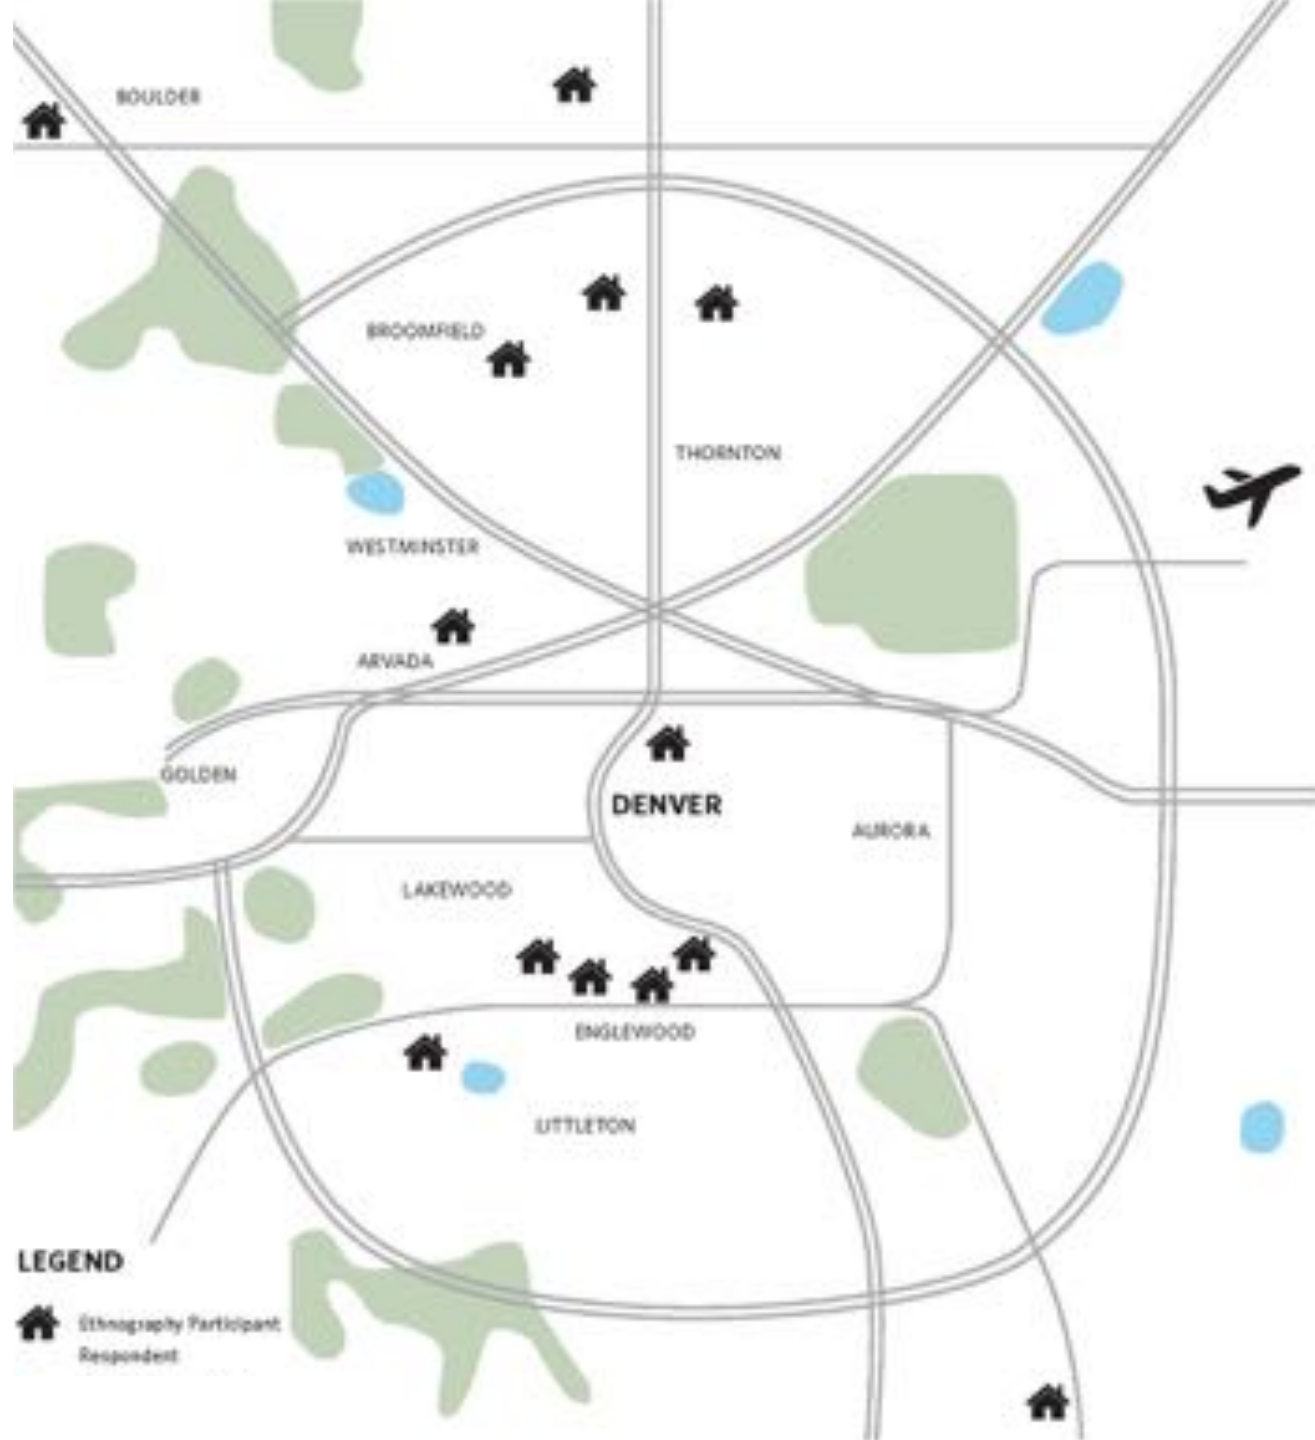 BOULDER
BROOMFIELD
THORNTON
WESTMINSTER
ARVADA
GOLDEN
DENVER
AURORA
LAKEWOOD
ENGLEWOOD
LITTLETON
LEGEND
Ethnography Participant
Respondent